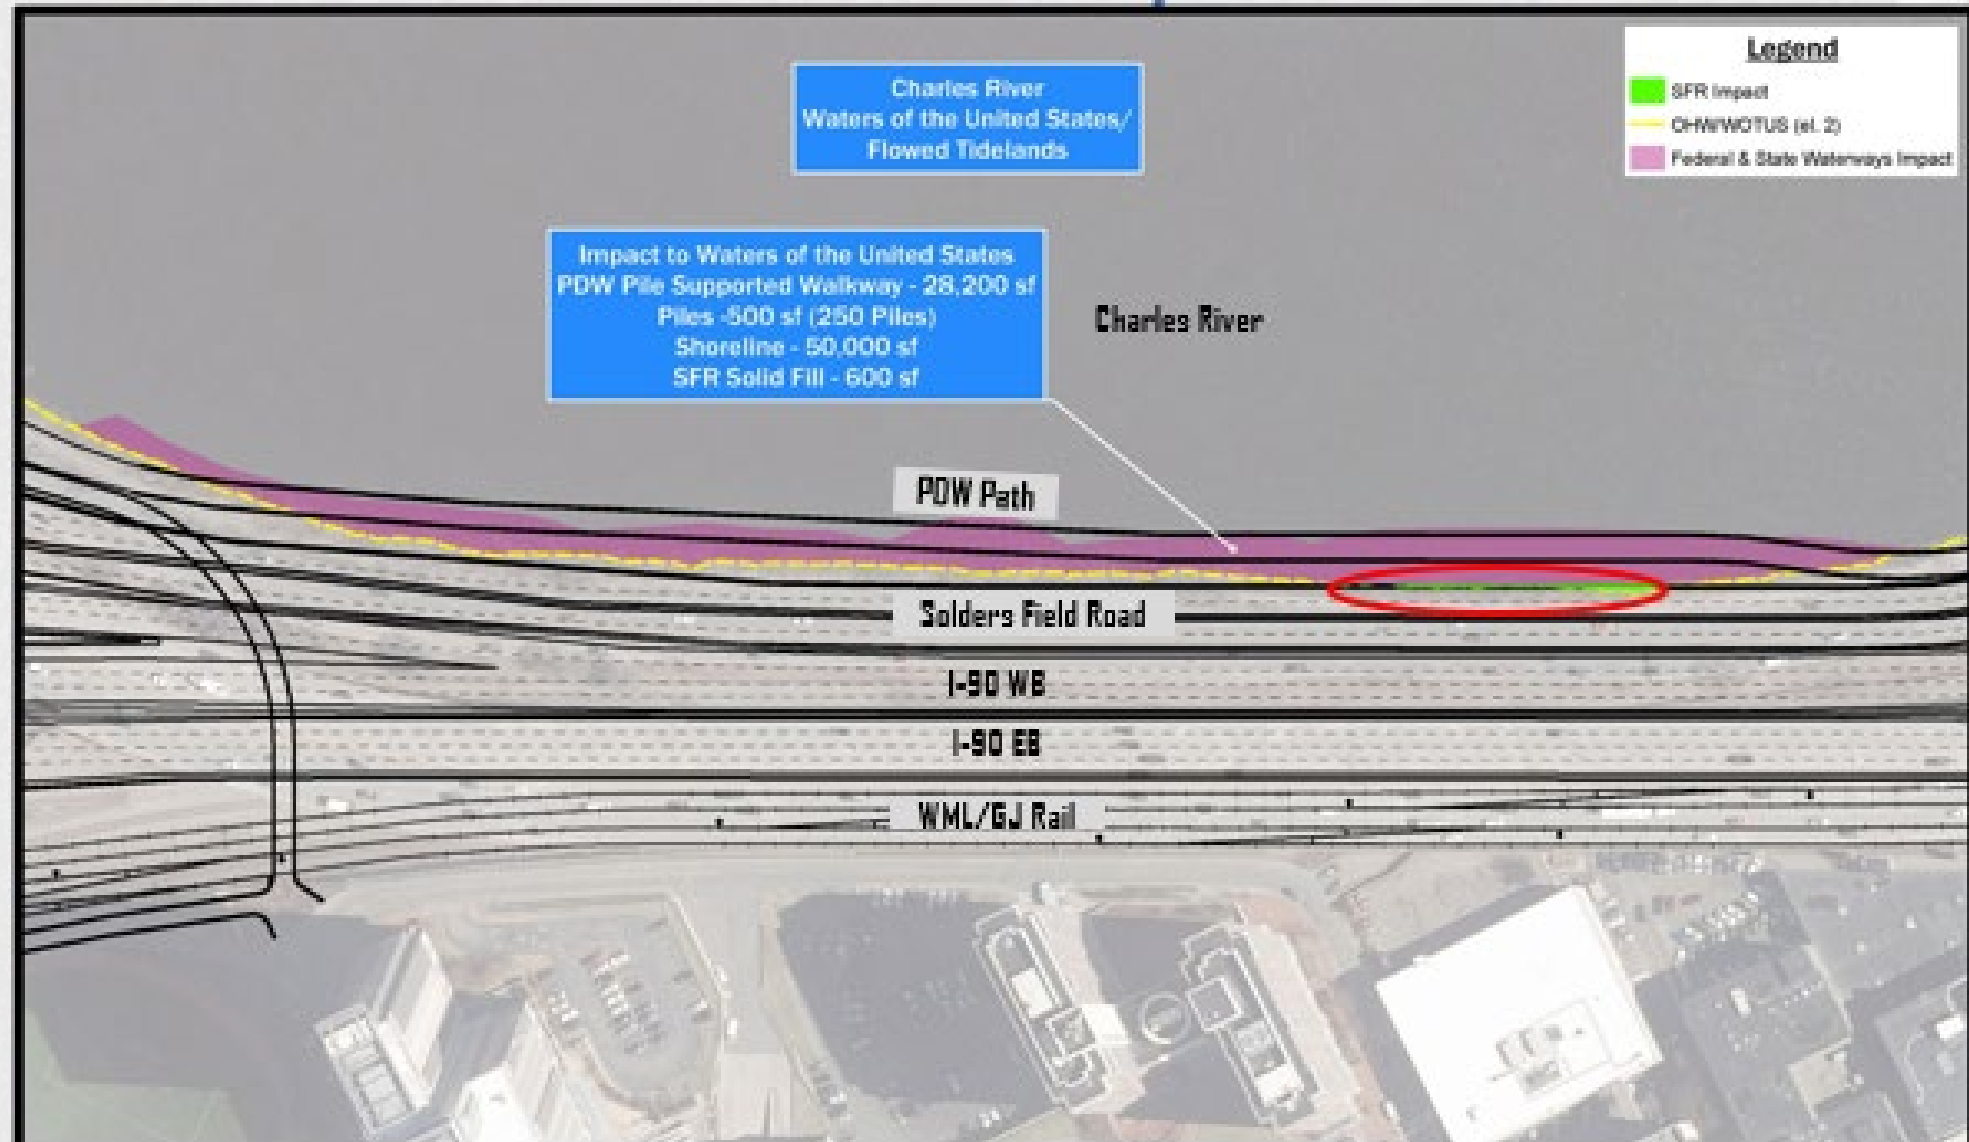 Charles River
Waters of the United States/
Flowed Tidelands
Legend
SFR Impact
OHW/WOTUS (el. 2)
Federal & State Waterways Impact
Impact to Waters of the United States
PDW Pile Supported Walkway - 28,200 sf
Piles -500 sf (250 Piles)
Shoreline - 50,000 sf
SFR Solid Fill - 600 sf
Charles River
PDW Path
Solders Field Road
I-90 WB
I-90 EB
WML/GJ Rail